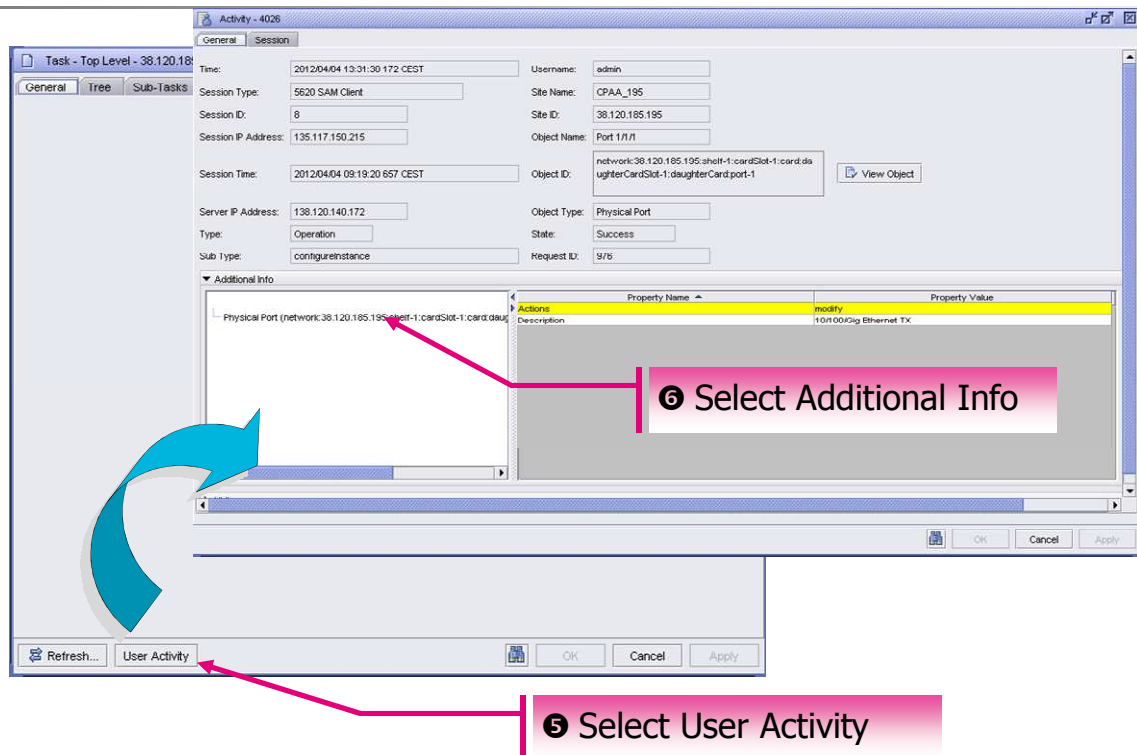 Activity - 4026
General Session
Task - Top Level - 38.120.18
General Tree Sub-Tasks
Time: 2012/04/04 13:31:30 172 CEST Username: admin
Session Type: 5620 SAM Client Site Name: CPAA_195
Session ID: 8 Site ID: 38.120.185.195
Session IP Address: 135.117.150.215 Object Name: Port 1/1/1
Session Time: 2012/04/04 09:19:20 657 CEST Object ID: network:38.120.185.195:shelf-1:cardSlot-1:card:da
ughterCardSlot-1:daughterCard:port-1
View Object
Server IP Address: 138.120.140.172 Object Type: Physical Port
Type: Operation State: Success
Sub Type: configureInstance Request ID: 976
Additional Info
Property Name Property Value
Actions modify
Physical Port (network:38.120.185.195:shelf-1:cardSlot-1:card:daug
Description 10/100/Gig Ethernet TX
❻ Select Additional Info
OK Cancel Apply
Refresh... User Activity OK Cancel Apply
❺ Select User Activity